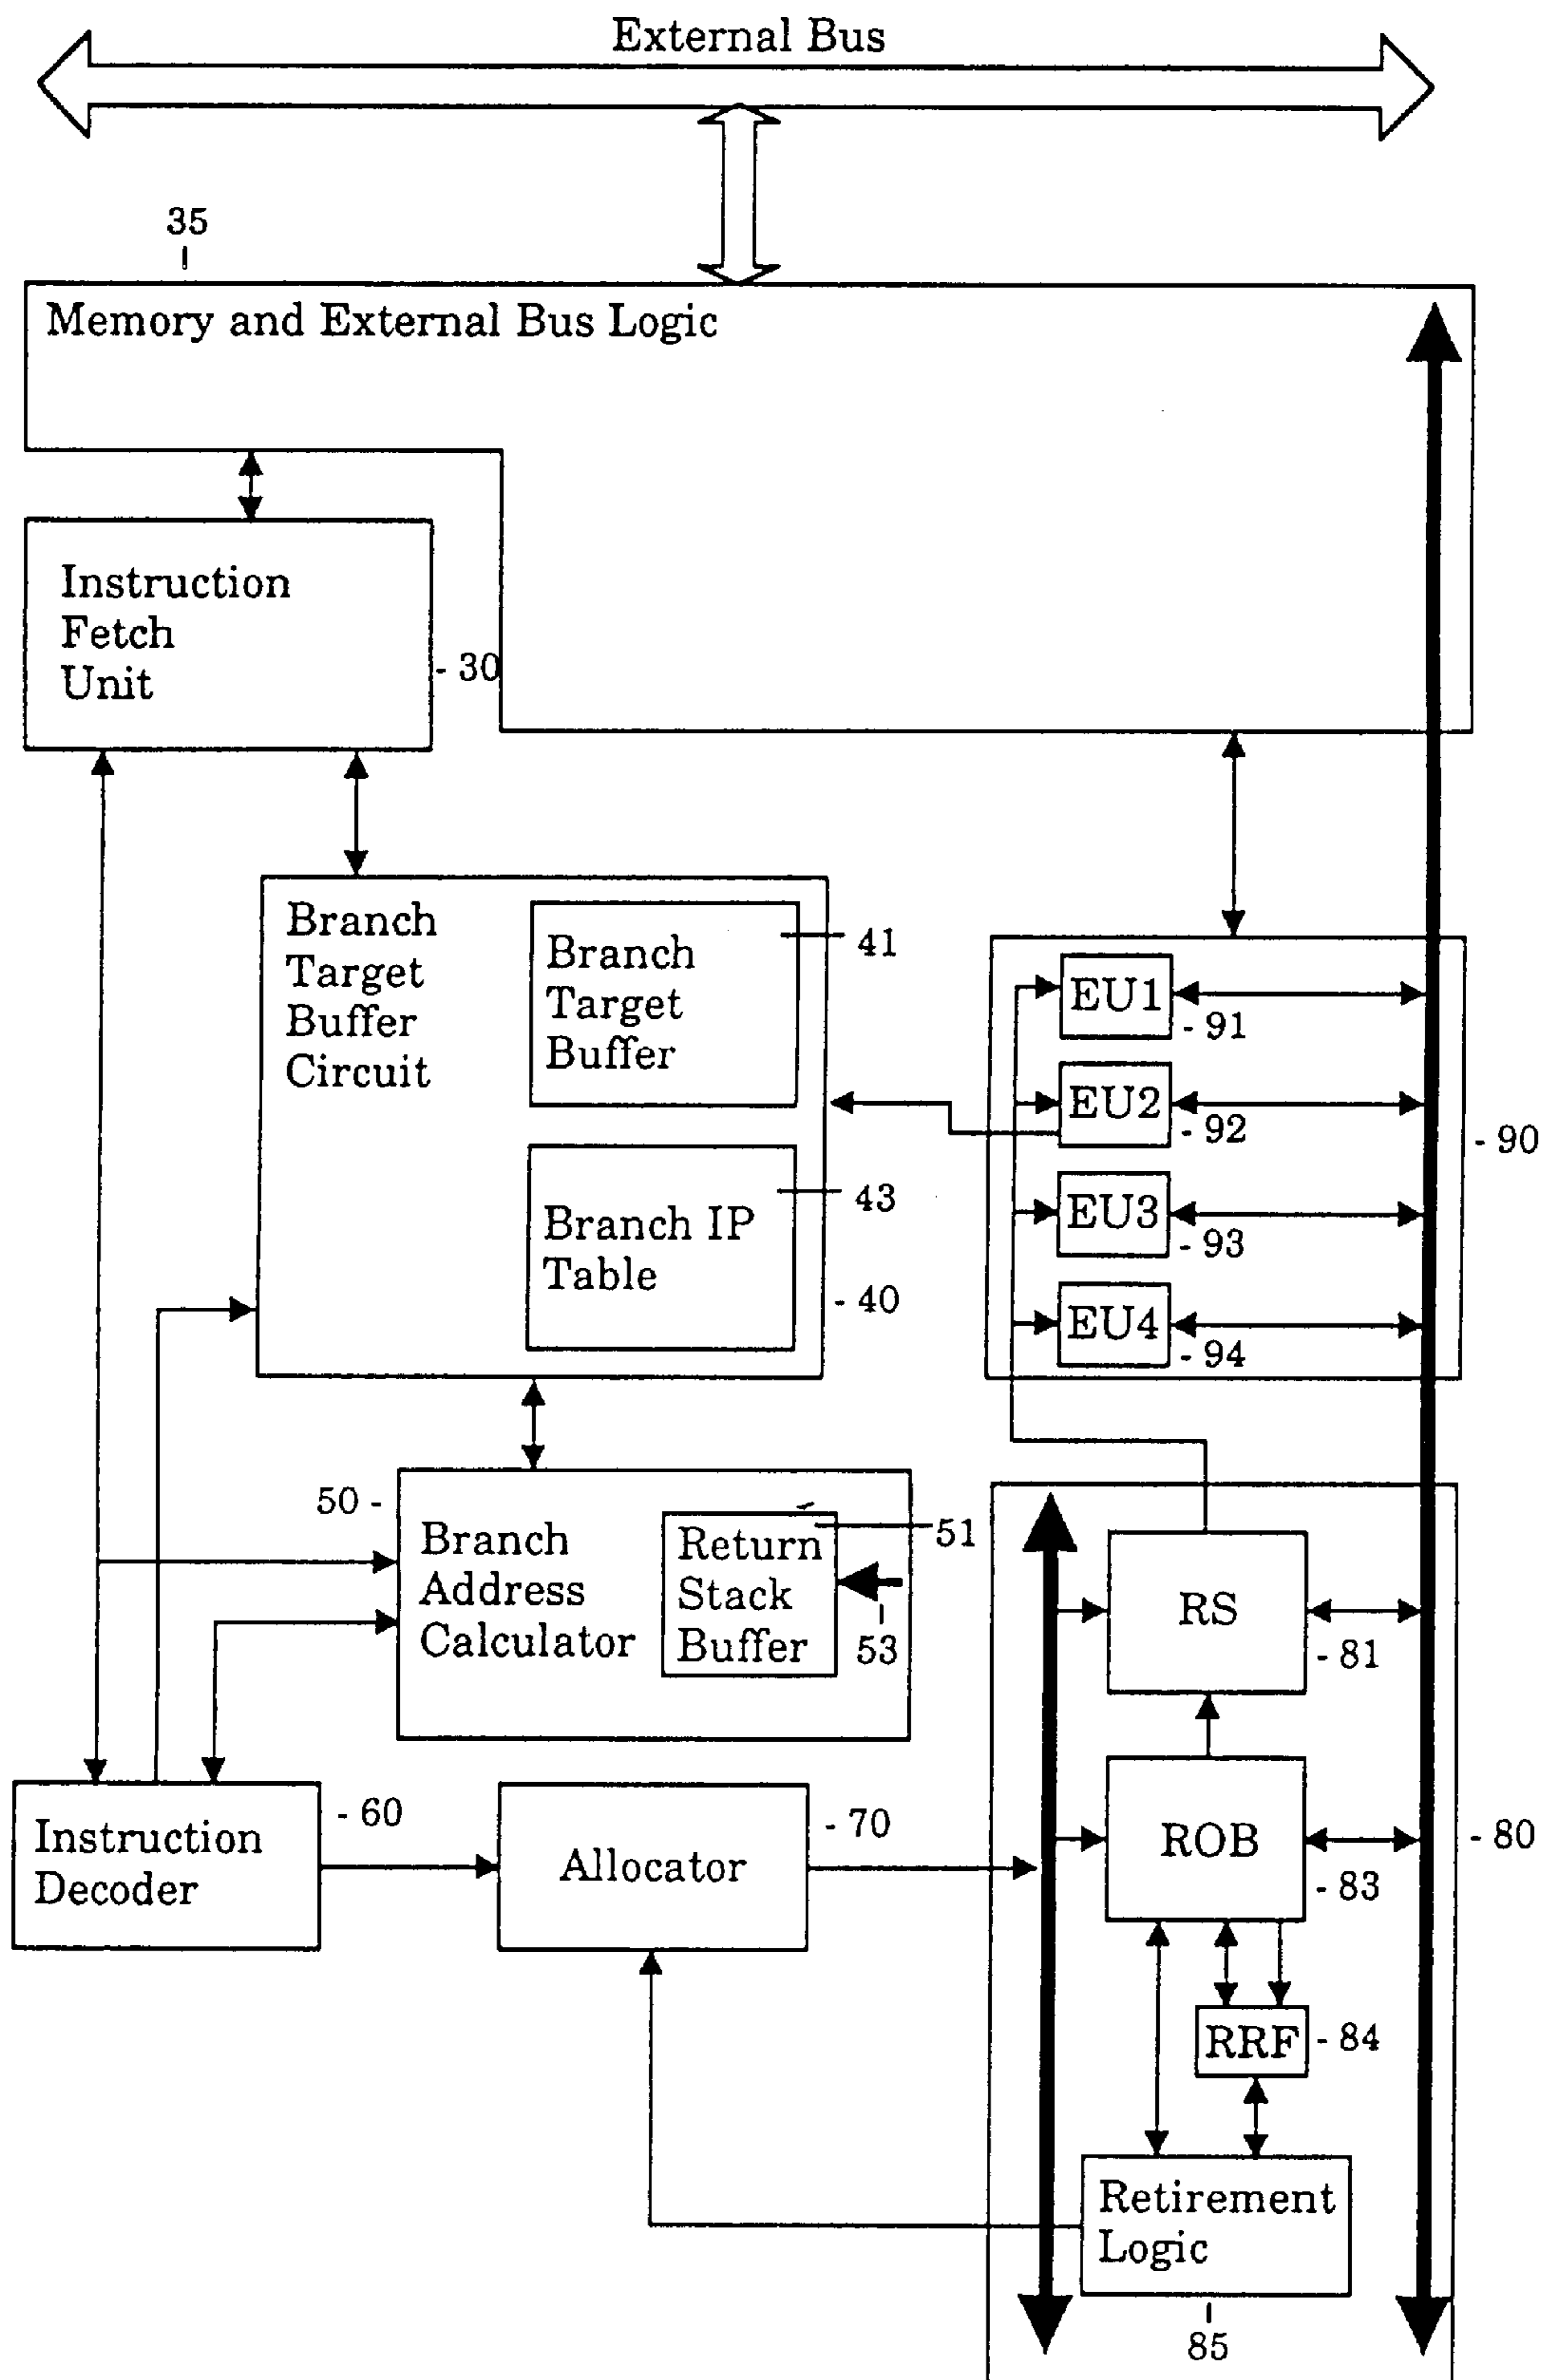 External Bus
35
Memory and External Bus Logic
Instruction
Fetch
Unit
- 30
Branch
Target
Buffer
Circuit
Branch
Target
Buffer
41
Branch IP
Table
43
- 40
EU1
- 91
EU2
- 92
EU3
- 93
EU4
- 94
- 90
50 -
Branch
Address
Calculator
Return
Stack
Buffer
51
53
RS
- 81
Instruction
Decoder
- 60
Allocator
- 70
ROB
- 83
- 80
RRF
- 84
Retirement
Logic
85